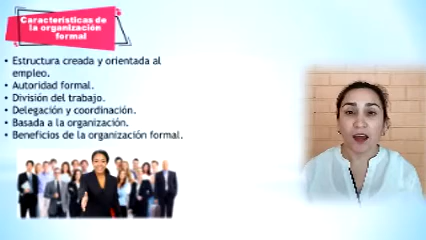 Características de
la organización
formal
• Estructura creada y orientada al
empleo.
• Autoridad formal.
• División del trabajo.
• Delegación y coordinación.
• Basada a la organización.
• Beneficios de la organización formal.